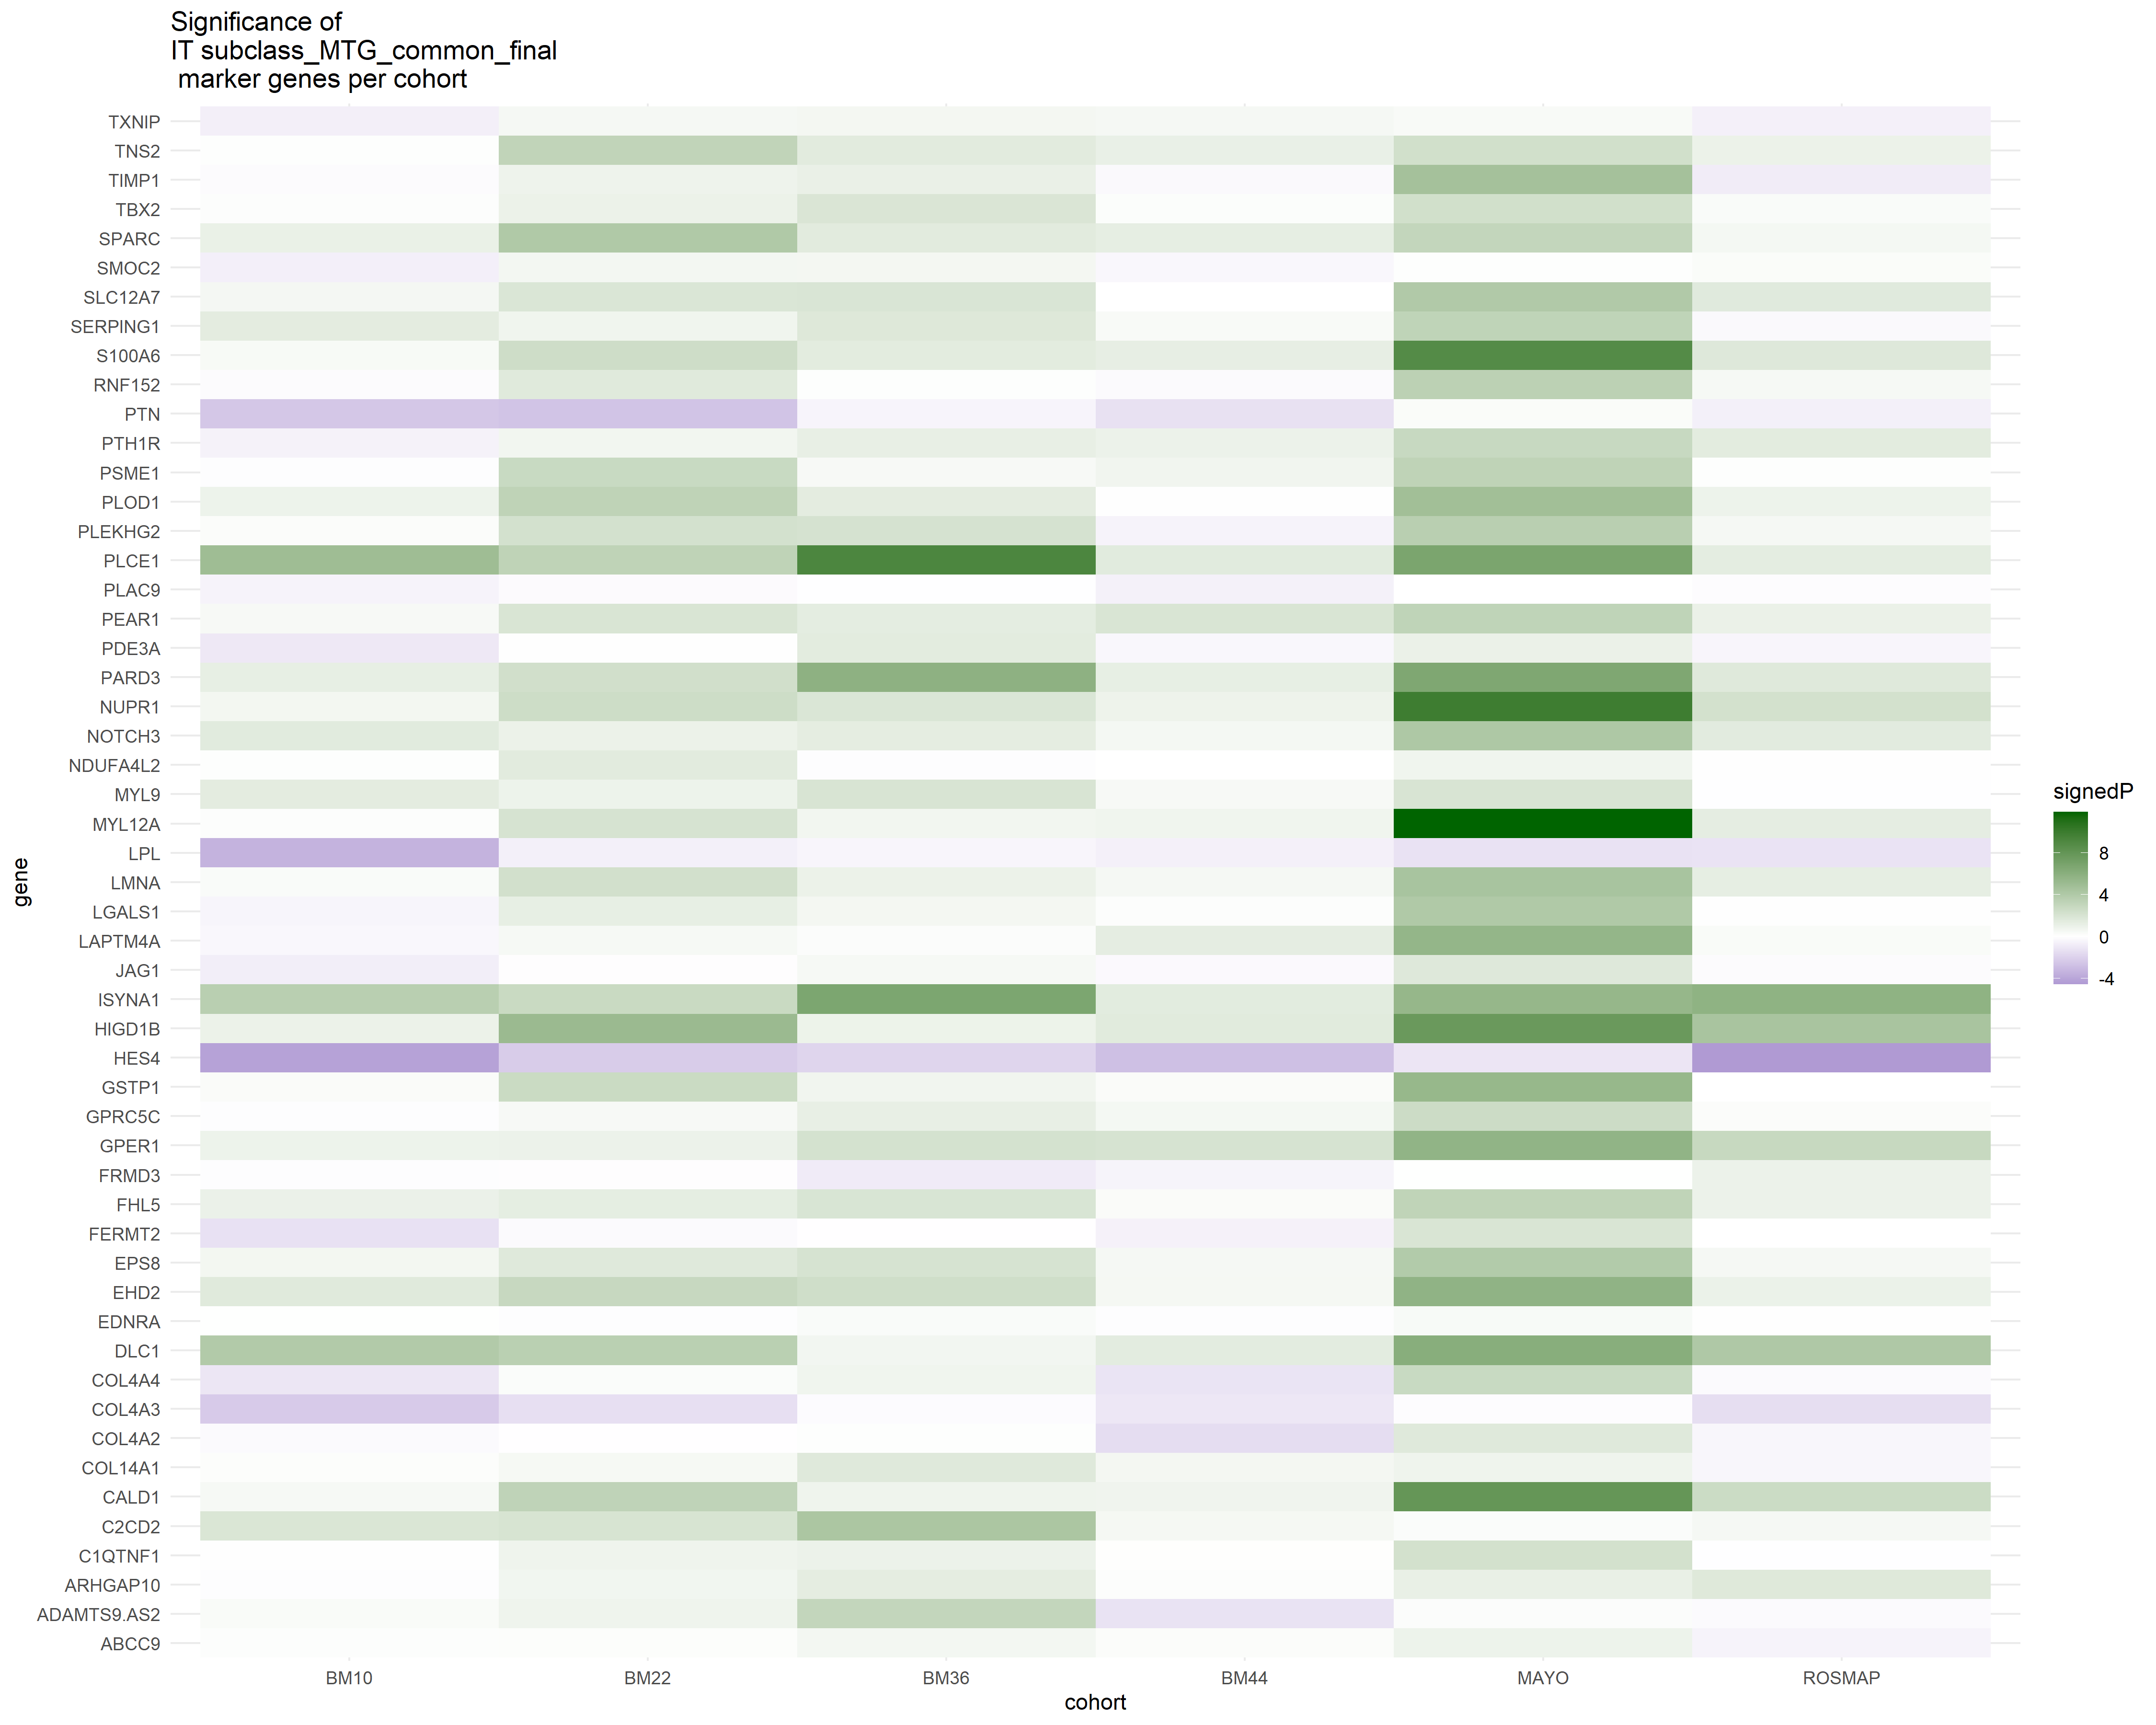 Significance of
IT subclass_MTG_common_final
marker genes per cohort
TXNIP
TNS2
TIMP1
TBX2
SPARC
SMOC2
SLC12A7
SERPING1
S100A6
RNF152
PTN
PTH1R
PSME1
PLOD1
PLEKHG2
PLCE1
PLAC9
PEAR1
PDE3A
PARD3
NUPR1
NOTCH3
NDUFA4L2
MYL9
MYL12A
LPL
LMNA
LGALS1
LAPTM4A
JAG1
ISYNA1
HIGD1B
HES4
GSTP1
GPRC5C
GPER1
FRMD3
FHL5
FERMT2
EPS8
EHD2
EDNRA
DLC1
COL4A4
COL4A3
COL4A2
COL14A1
CALD1
C2CD2
C1QTNF1
ARHGAP10
ADAMTS9.AS2
ABCC9
gene
BM10 BM22 BM36 BM44 MAYO ROSMAP
cohort
signedP
8
4
0
-4